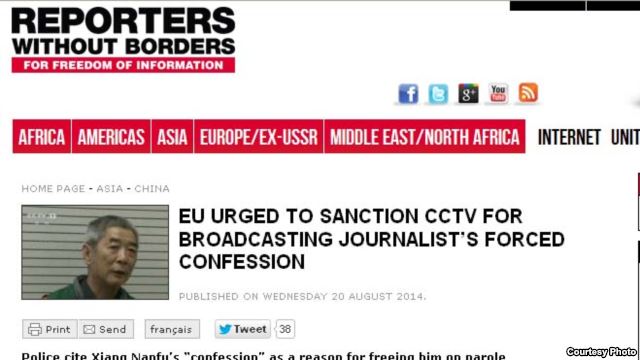 REPORTERS
WITHOUT BORDERS
FOR FREEDOM OF INFORMATION
AFRICA AMERICAS ASIA EUROPE/EX-USSR MIDDLE EAST/NORTH AFRICA INTERNET UNIT
HOME PAGE - ASIA - CHINA
EU URGED TO SANCTION CCTV FOR
BROADCASTING JOURNALIST'S FORCED
CONFESSION
PUBLISHED ON WEDNESDAY 20 AUGUST 2014.
Print Send français Tweet 38
Police cite Xiang Nanfu's "confession" as a reason for freeing him on parole
Courtesy Photo